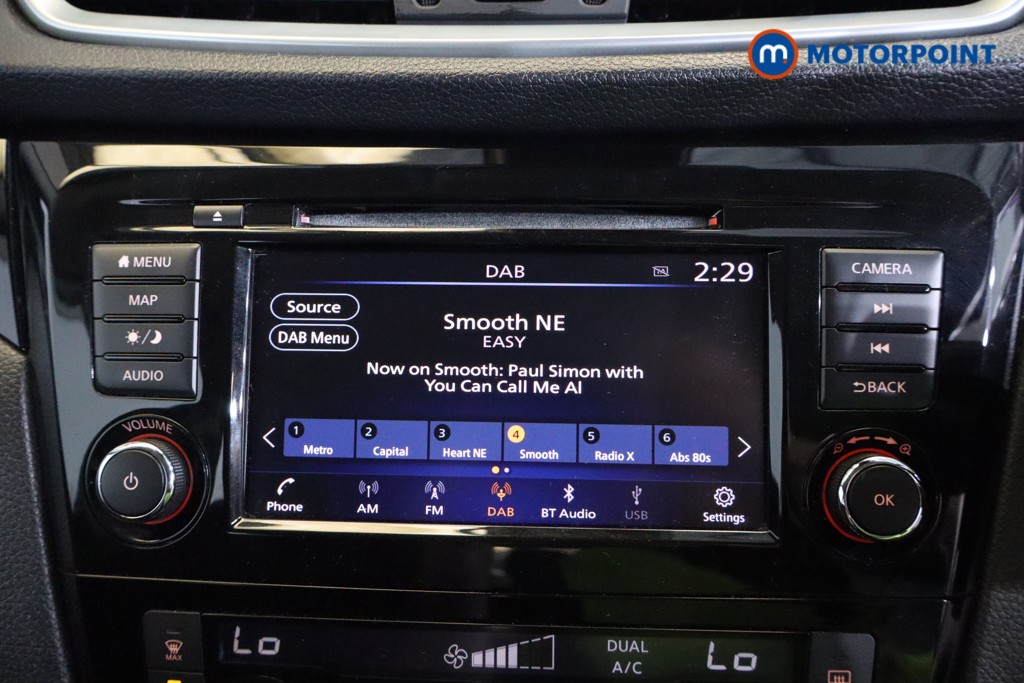 m MOTORPOINT
MENU
MAP
AUDIO
VOLUME
DAB
TA
2:29
Source
DAB Menu
Smooth NE
EASY
Now on Smooth: Paul Simon with
You Can Call Me Al
1 Metro
2 Capital
3 Heart NE
4 Smooth
5 Radio X
6 Abs 80s
Phone
AM
FM
DAB
BT Audio
USB
Settings
CAMERA
BACK
OK
MAX
Lo
DUAL
A/C
Lo